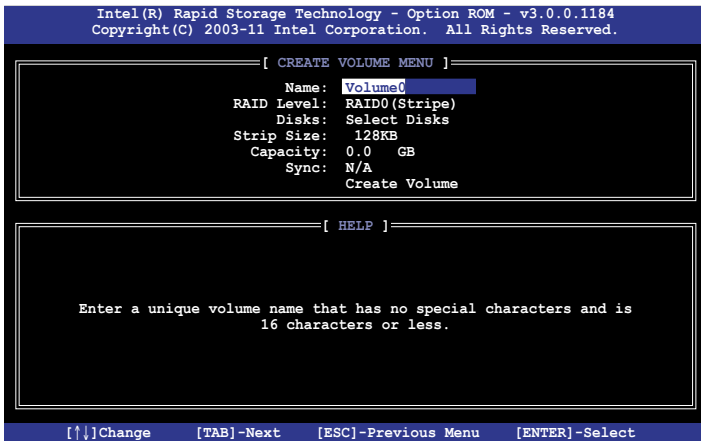 Intel(R) Rapid Storage Technology - Option ROM - v3.0.0.1184
Copyright(C) 2003-11 Intel Corporation. All Rights Reserved.
[ CREATE VOLUME MENU ]
Name: Volume0
RAID Level: RAID0(Stripe)
Disks: Select Disks
Strip Size: 128KB
Capacity: 0.0 GB
Sync: N/A
Create Volume
[ HELP ]
Enter a unique volume name that has no special characters and is
16 characters or less.
[↑↓]Change [TAB]-Next [ESC]-Previous Menu [ENTER]-Select